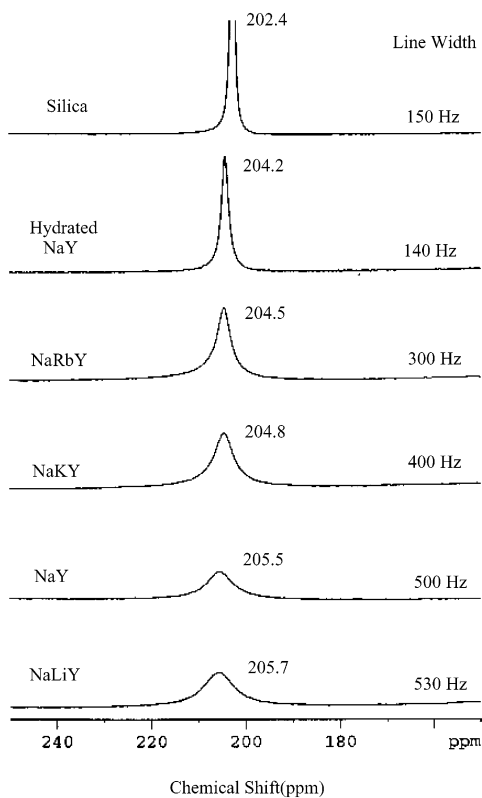 202.4
Line Width
Silica
150 Hz
204.2
Hydrated
NaY
140 Hz
204.5
NaRbY
300 Hz
204.8
NaKY
400 Hz
205.5
NaY
500 Hz
205.7
NaLiY
530 Hz
240 220 200 180 ppm
Chemical Shift(ppm)